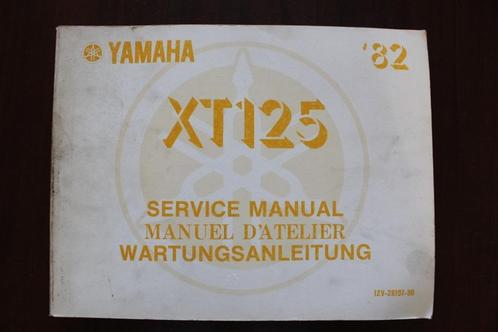 YAMAHA '82
XT125
SERVICE MANUAL
MANUEL D'ATELIER
WARTUNGSANLEITUNG
12V-28197-80